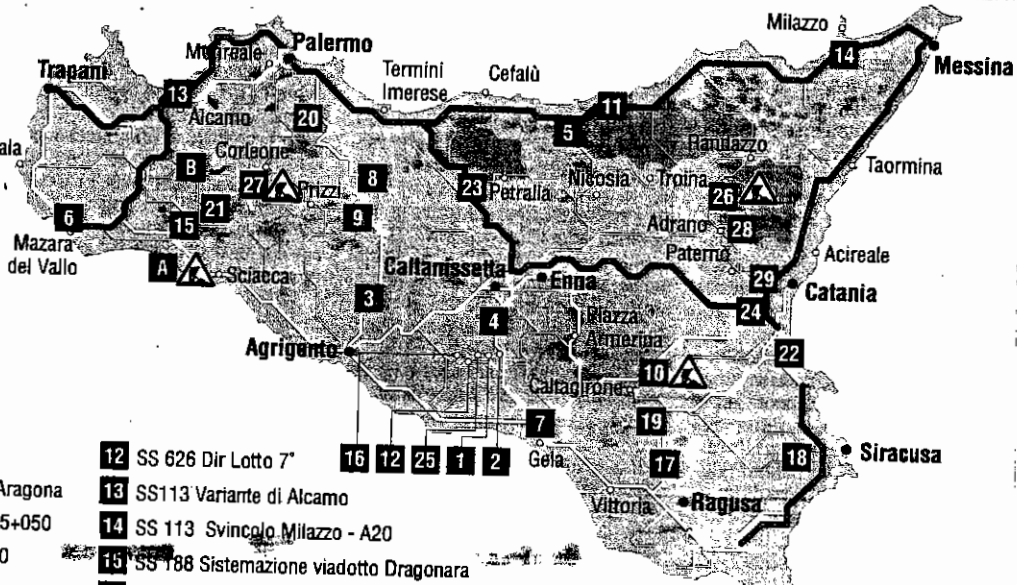 Milazzo
14
Messina
Monreale
Palermo
Trapani
13
Termini
Imerese
Cefalù
11
Alcamo
20
5
Randazzo
Taormina
B
Corleone
27
Prizzi
8
23
Petralia
Nicosia
Troina
26
6
15
21
9
Adrano
28
Mazara
del Vallo
A
Sciacca
Paternò
Acireale
Caltanissetta
Enna
29
Catania
3
4
Piazza
Armerina
24
Agrigento
22
10
Caltagirone
7
19
16 12 25 1 2
Gela
17
18
Siracusa
Vittoria
Ragusa
12 SS 626 Dir Lotto 7°
Aragona
13 SS113 Variante di Alcamo
5+050
14 SS 113 Svincolo Milazzo - A20
15 SS 188 Sistemazione viadotto Dragonara